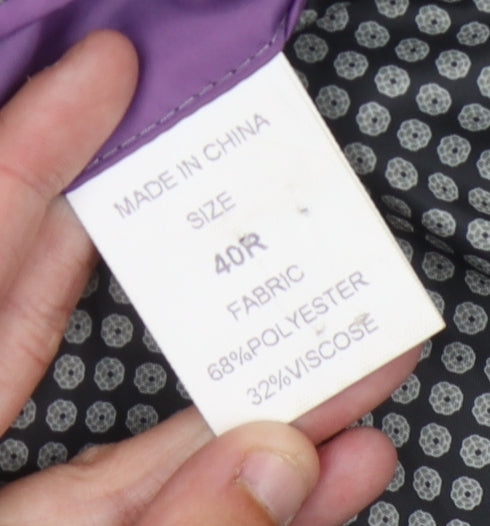 MADE IN CHINA
SIZE
40R
FABRIC
68%POLYESTER
32%VISCOSE